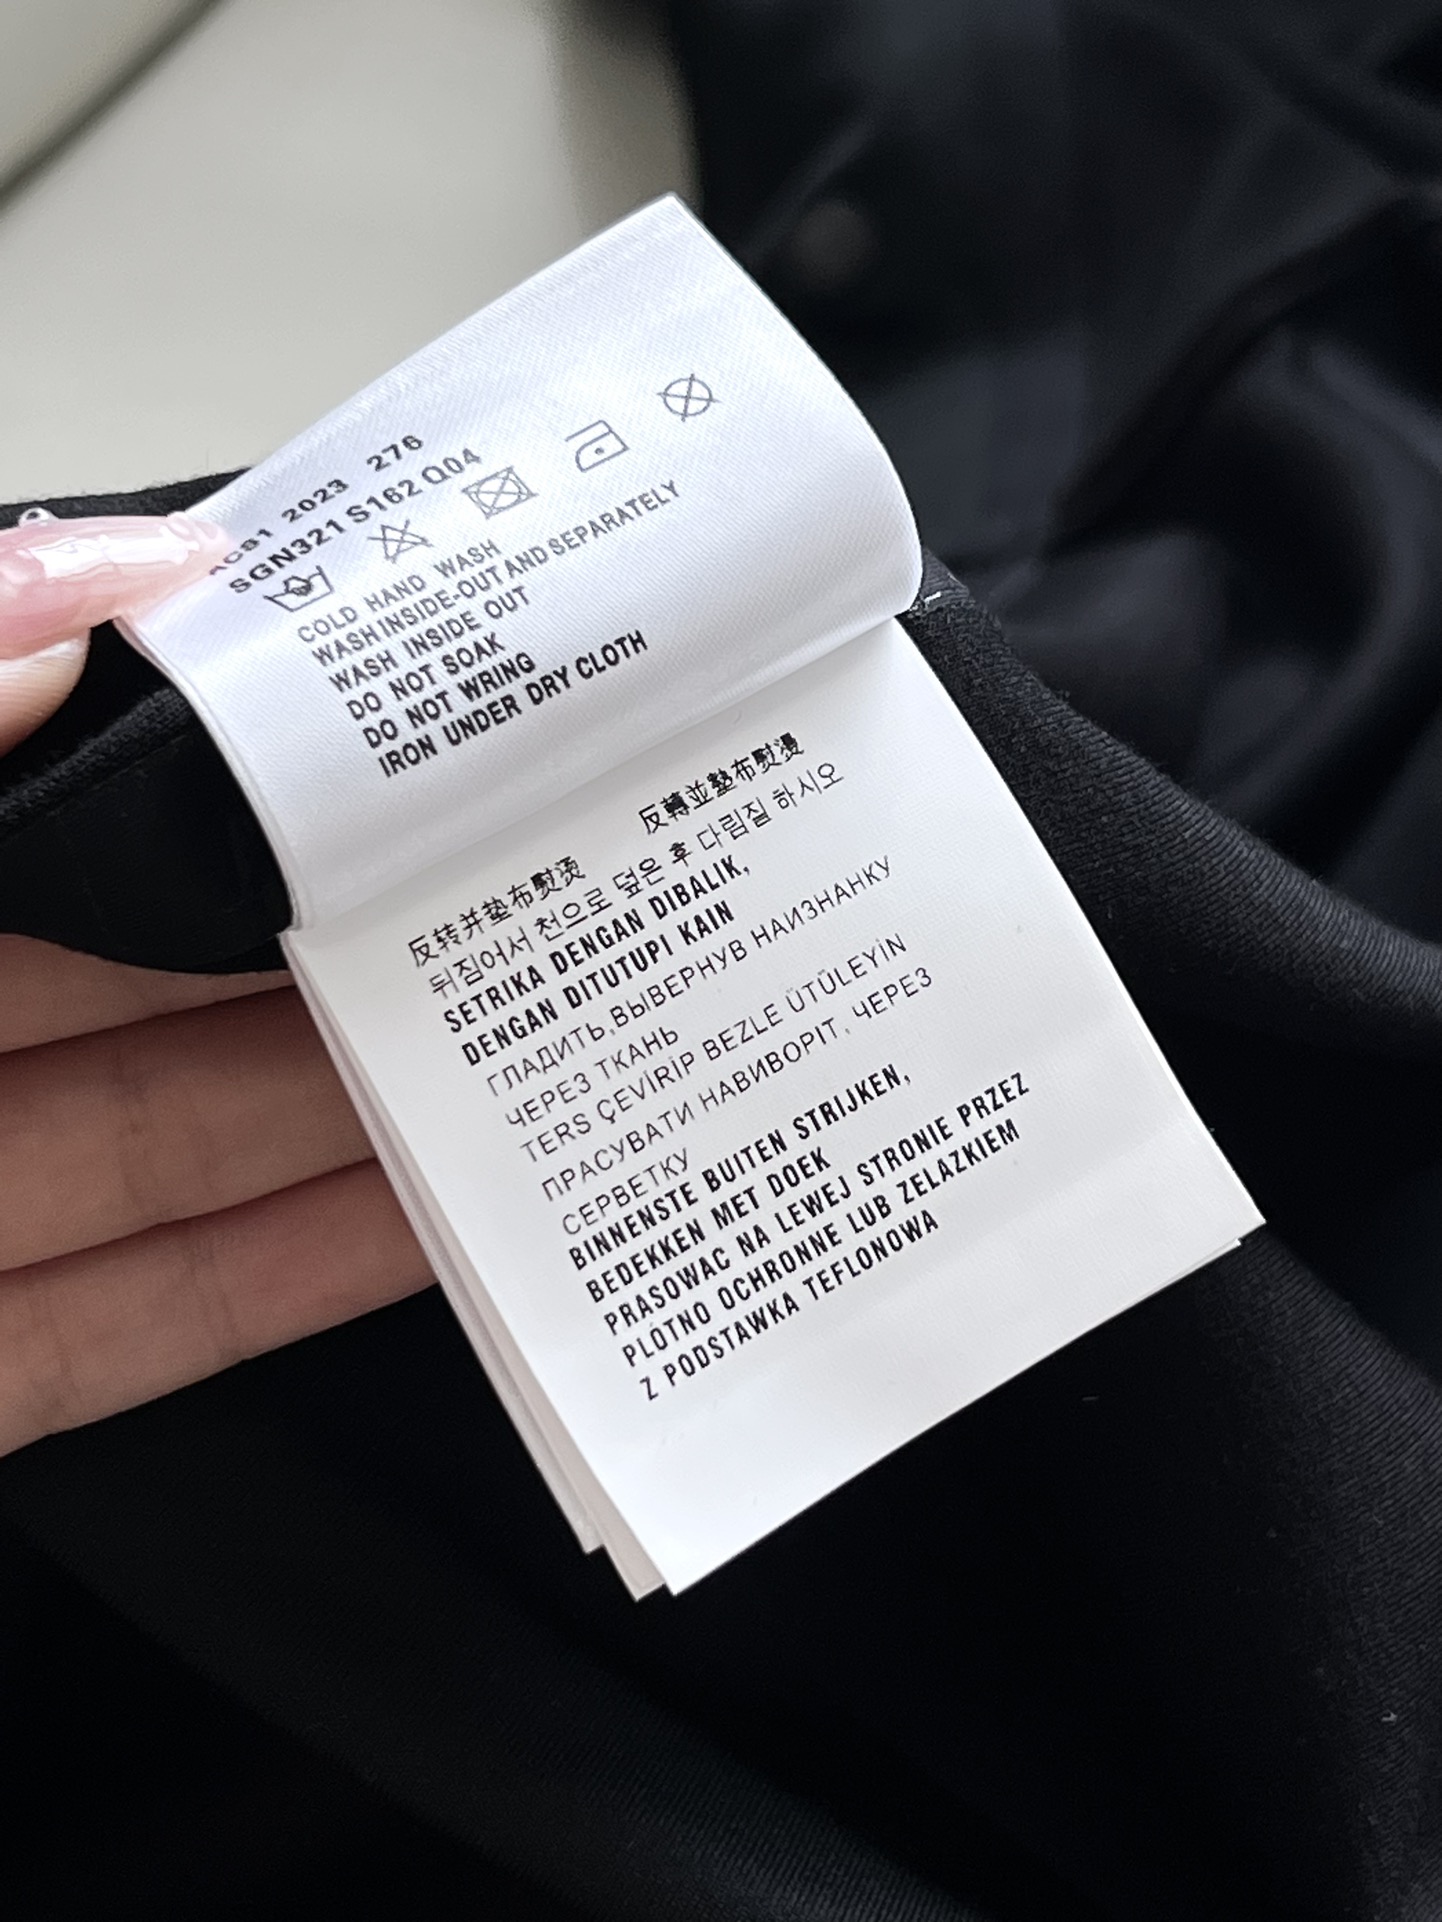 2023 276
SGN321 S162 Q04
COLD HAND WASH
WASH INSIDE-OUT AND SEPARATELY
WASH INSIDE OUT
DO NOT SOAK
DO NOT WRING
IRON UNDER DRY CLOTH
反转并垫布熨烫 反轉並墊布熨燙
뒤집어서 천으로 덮은 후 다림질 하시오
SETRIKA DENGAN DIBALIK,
DENGAN DITUTUPI KAIN
ГЛАДИТЬ,ВЫВЕРНУВ НАИЗНАНКУ
ЧЕРЕЗ ТКАНЬ
TERS ÇEVİRİP BEZLE ÜTÜLEYİN
ПРАСУВАТИ НАВИВОРІТ, ЧЕРЕЗ
СЕРВЕТКУ
BINNENSTE BUITEN STRIJKEN,
BEDEKKEN MET DOEK
PRASOWAC NA LEWEJ STRONIE PRZEZ
PLÓTNO OCHRONNE LUB ZELAZKIEM
Z PODSTAWKA TEFLONOWA